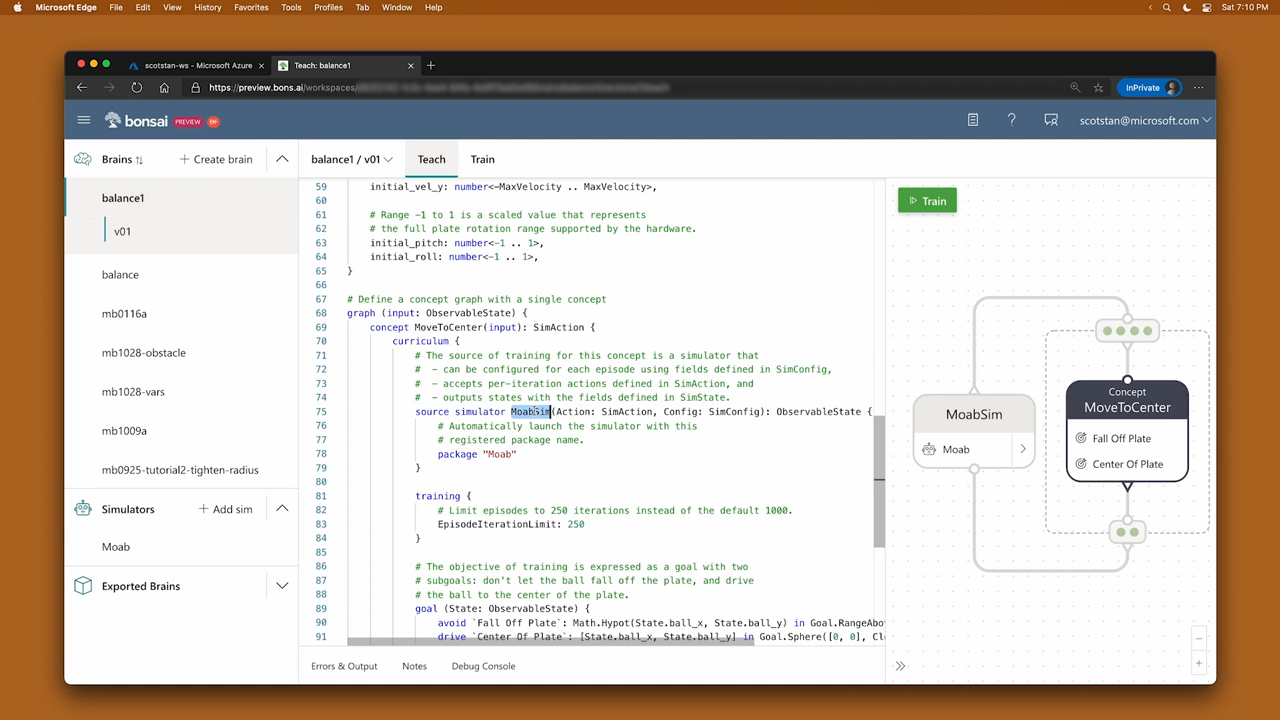 Microsoft Edge File Edit View History Favorites Tools Profiles Tab Window Help Sat 7:10 PM
scotstan-ws - Microsoft Azure Teach: balance1
https://preview.bons.ai/workspaces/ InPrivate
bonsai PREVIEW scotstan@microsoft.com
Brains Create brain
balance1
v01
balance
mb0116a
mb1028-obstacle
mb1028-vars
mb1009a
mb0925-tutorial2-tighten-radius
Simulators Add sim
Moab
Exported Brains
balance1 / v01 Teach Train
59 initial_vel_y: number<-MaxVelocity .. MaxVelocity>,
60
61 # Range -1 to 1 is a scaled value that represents
62 # the full plate rotation range supported by the hardware.
63 initial_pitch: number<-1 .. 1>,
64 initial_roll: number<-1 .. 1>,
65 }
66
67 # Define a concept graph with a single concept
68 graph (input: ObservableState) {
69 concept MoveToCenter(input): SimAction {
70 curriculum {
71 # The source of training for this concept is a simulator that
72 # - can be configured for each episode using fields defined in SimConfig,
73 # - accepts per-iteration actions defined in SimAction, and
74 # - outputs states with the fields defined in SimState.
75 source simulator MoabSim(Action: SimAction, Config: SimConfig): ObservableState {
76 # Automatically launch the simulator with this
77 # registered package name.
78 package "Moab"
79 }
80
81 training {
82 # Limit episodes to 250 iterations instead of the default 1000.
83 EpisodeIterationLimit: 250
84 }
85
86 # The objective of training is expressed as a goal with two
87 # subgoals: don't let the ball fall off the plate, and drive
88 # the ball to the center of the plate.
89 goal (State: ObservableState) {
90 avoid `Fall Off Plate`: Math.Hypot(State.ball_x, State.ball_y) in Goal.RangeAbo
91 drive `Center Of Plate`: [State.ball_x, State.ball_y] in Goal.Sphere([0, 0], Cl
Errors & Output Notes Debug Console
Train
MoabSim
Moab
Concept
MoveToCenter
Fall Off Plate
Center Of Plate